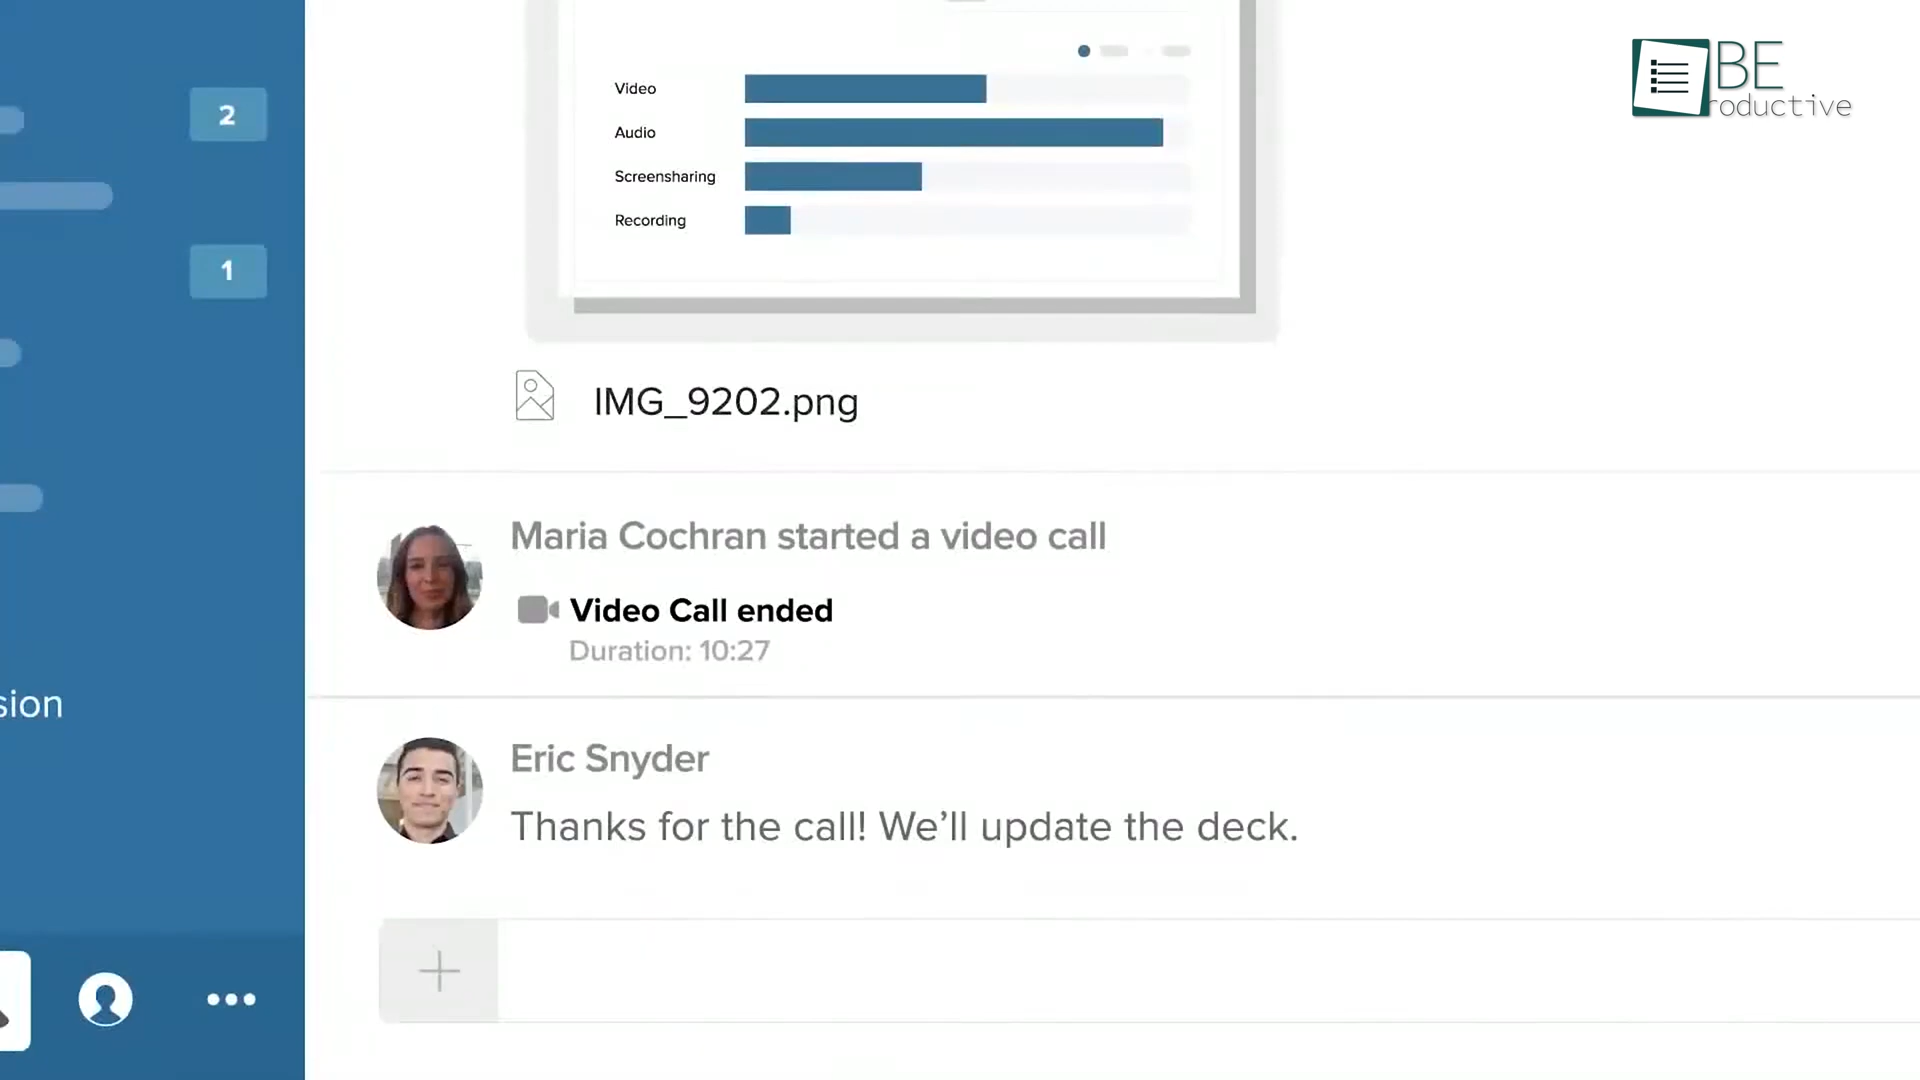 BE
roductive
2
1
sion
Video
Audio
Screensharing
Recording
IMG_9202.png
Maria Cochran started a video call
Video Call ended
Duration: 10:27
Eric Snyder
Thanks for the call! We’ll update the deck.